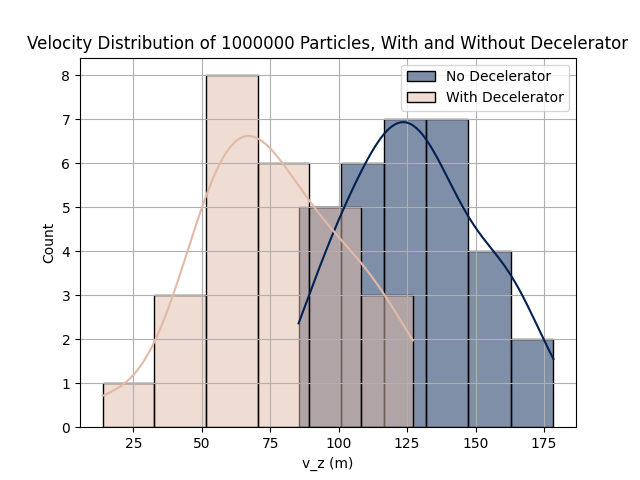 Velocity Distribution of 1000000 Particles, With and Without Decelerator
No Decelerator
With Decelerator
8
7
6
5
4
3
2
1
0
Count
25 50 75 100 125 150 175
v_z (m)